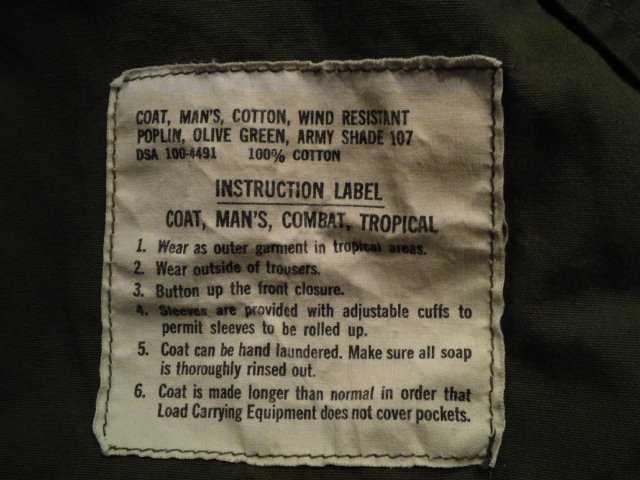 COAT, MAN'S, COTTON, WIND RESISTANT
POPLIN, OLIVE GREEN, ARMY SHADE 107
DSA 100-4491 100% COTTON
INSTRUCTION LABEL
COAT, MAN'S, COMBAT, TROPICAL
1. Wear as outer garment in tropical areas.
2. Wear outside of trousers.
3. Button up the front closure.
4. Sleeves are provided with adjustable cuffs to
permit sleeves to be rolled up.
5. Coat can be hand laundered. Make sure all soap
is thoroughly rinsed out.
6. Coat is made longer than normal in order that
Load Carrying Equipment does not cover pockets.